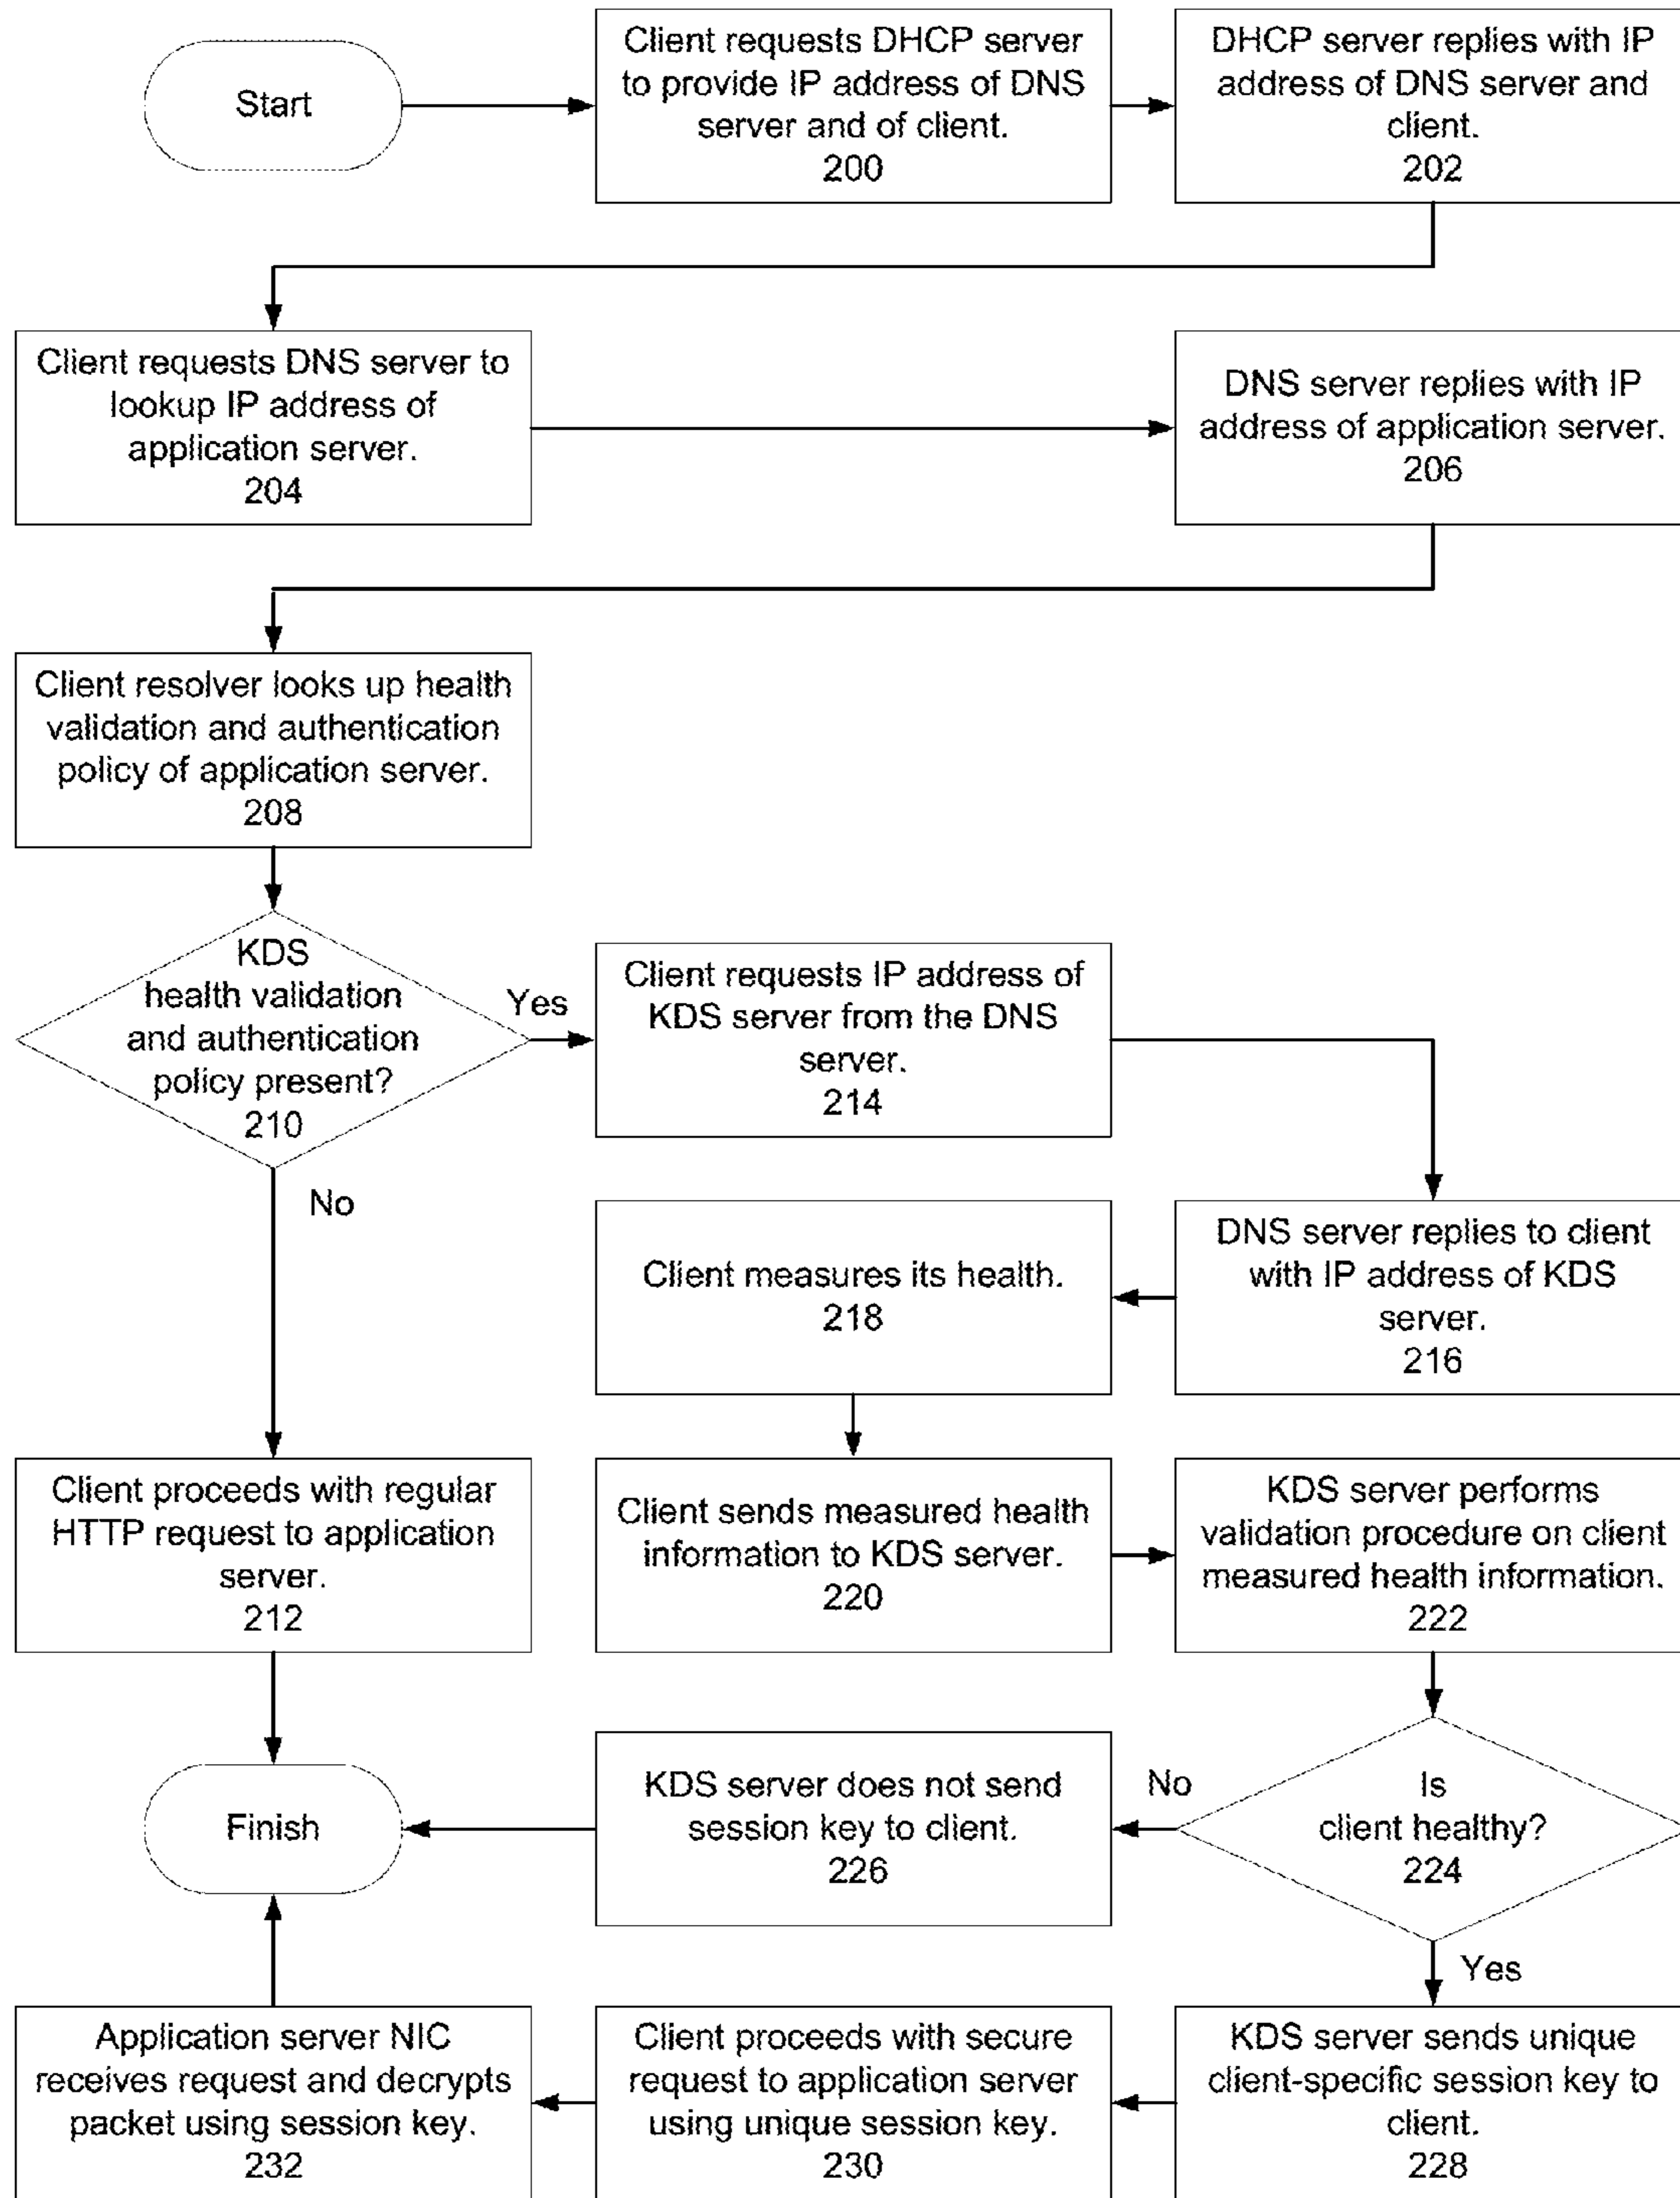 Start
Client requests DHCP server
to provide IP address of DNS
server and of client.
200
DHCP server replies with IP
address of DNS server and
client.
202
Client requests DNS server to
lookup IP address of
application server.
204
DNS server replies with IP
address of application server.
206
Client resolver looks up health
validation and authentication
policy of application server.
208
KDS
health validation
and authentication
policy present?
210
Yes
No
Client requests IP address of
KDS server from the DNS
server.
214
Client measures its health.
218
DNS server replies to client
with IP address of KDS
server.
216
Client proceeds with regular
HTTP request to application
server.
212
Client sends measured health
information to KDS server.
220
KDS server performs
validation procedure on client
measured health information.
222
Finish
KDS server does not send
session key to client.
226
No
Is
client healthy?
224
Yes
Application server NIC
receives request and decrypts
packet using session key.
232
Client proceeds with secure
request to application server
using unique session key.
230
KDS server sends unique
client-specific session key to
client.
228